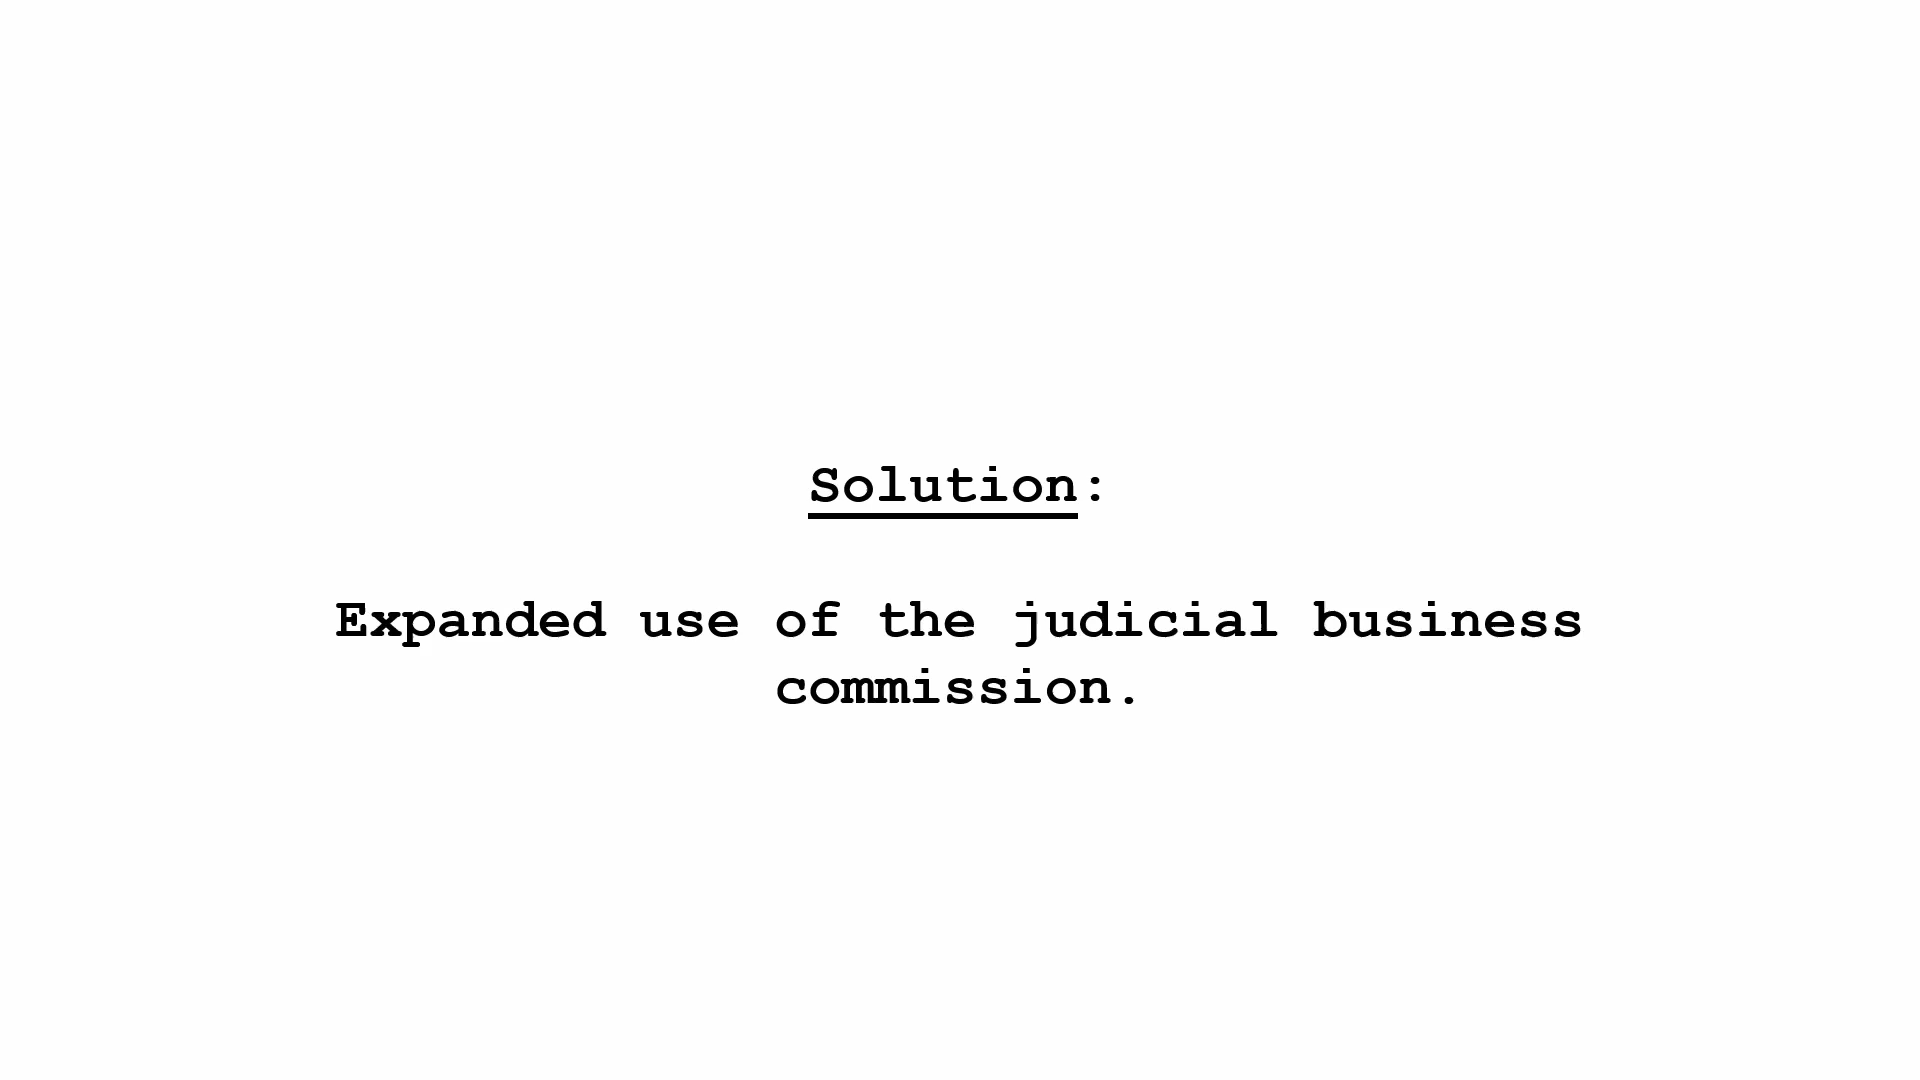 Solution:
Expanded use of the judicial business
commission.